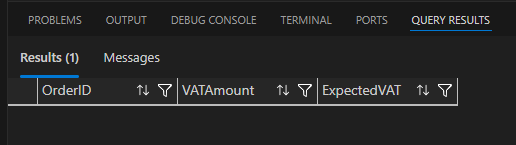 PROBLEMS OUTPUT DEBUG CONSOLE TERMINAL PORTS QUERY RESULTS
Results (1) Messages
OrderID VATAmount ExpectedVAT